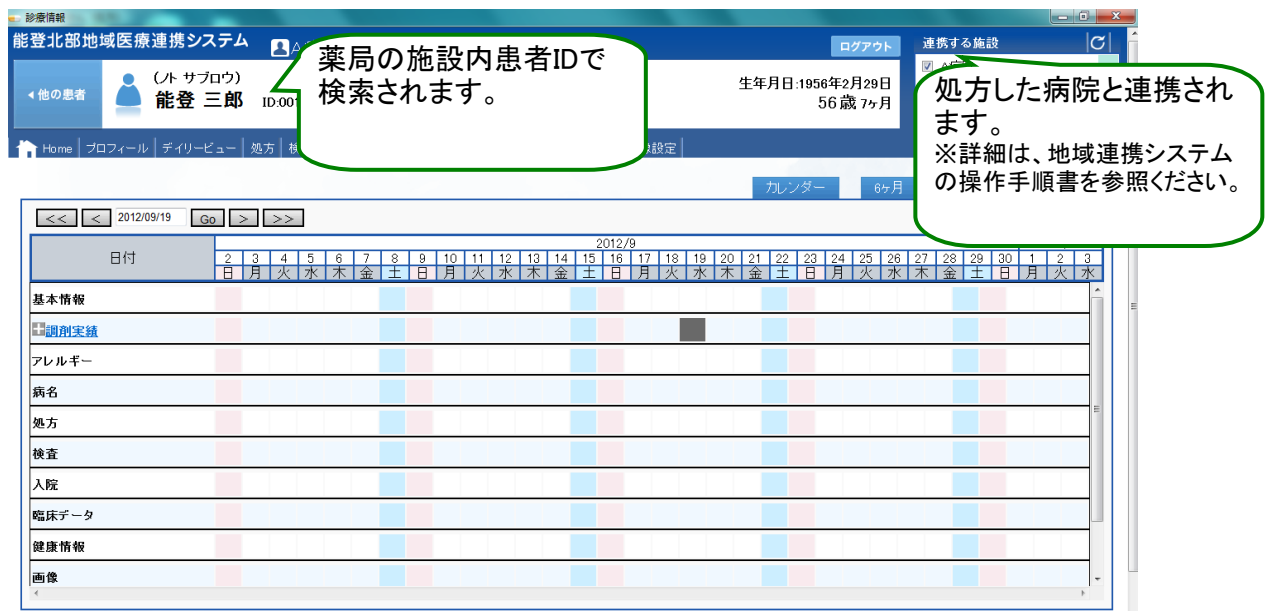 診療情報
能登北部地域医療連携システム
ログアウト
連携する施設
薬局の施設内患者IDで
検索されます。
処方した病院と連携され
ます。
※詳細は、地域連携システム
の操作手順書を参照ください。
他の患者
(ノト サブロウ)
能登 三郎
ID:001
生年月日:1956年2月29日
56 歳 7ヶ月
Home プロフィール デイリービュー 処方
設定
カレンダー 6ヶ月
<< < 2012/09/19 Go > >>
日付
2012/9
2 3 4 5 6 7 8 9 10 11 12 13 14 15 16 17 18 19 20 21 22 23 24 25 26 27 28 29 30 1 2 3
日 月 火 水 木 金 土 日 月 火 水 木 金 土 日 月 火 水 木 金 土 日 月 火 水 木 金 土 日 月 火 水
基本情報
調剤実績
アレルギー
病名
処方
検査
入院
臨床データ
健康情報
画像